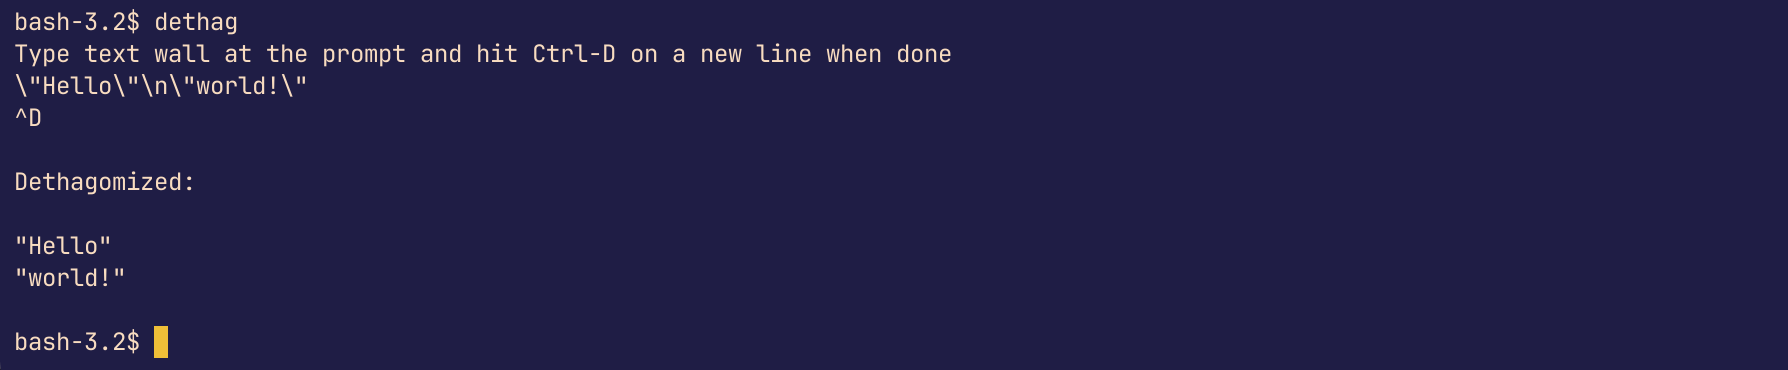 bash-3.2$ dethag
Type text wall at the prompt and hit Ctrl-D on a new line when done
\"Hello\"\n\"world!\"
^D
Dethagomized:
"Hello"
"world!"
bash-3.2$